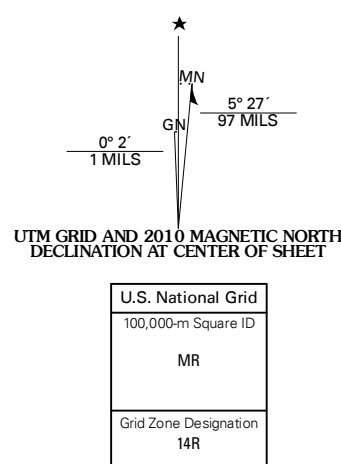 MN
GN
5° 27´
97 MILS
0° 2´
1 MILS
UTM GRID AND 2010 MAGNETIC NORTH
DECLINATION AT CENTER OF SHEET
U.S. National Grid
100,000-m Square ID
MR
Grid Zone Designation
14R